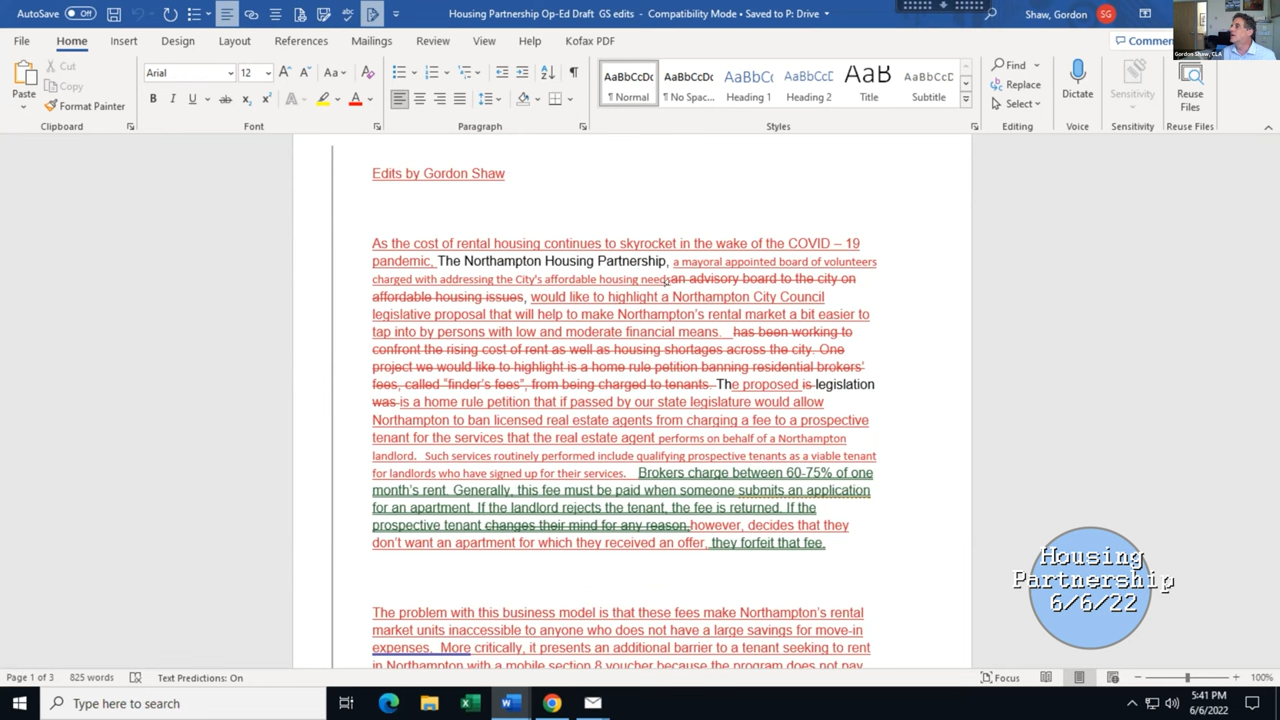 AutoSave Off
Housing Partnership Op-Ed Draft GS edits - Compatibility Mode • Saved to P: Drive
Shaw, Gordon GS
Gordon Shaw, CLA
File Home Insert Design Layout References Mailings Review View Help Kofax PDF
Paste
Cut
Copy
Format Painter
Arial 12
AaBbCcDc AaBbCcDc AaBbCc AaBbCcC AaB AaBbCcD
¶ Normal ¶ No Spac... Heading 1 Heading 2 Title Subtitle
Find
Replace
Select
Dictate
Sensitivity
Reuse
Files
Clipboard Font Paragraph Styles Editing Voice Sensitivity Reuse Files
Edits by Gordon Shaw
As the cost of rental housing continues to skyrocket in the wake of the COVID – 19
pandemic, The Northampton Housing Partnership, a mayoral appointed board of volunteers
charged with addressing the City's affordable housing needs an advisory board to the city on
affordable housing issues, would like to highlight a Northampton City Council
legislative proposal that will help to make Northampton's rental market a bit easier to
tap into by persons with low and moderate financial means. has been working to
confront the rising cost of rent as well as housing shortages across the city. One
project we would like to highlight is a home rule petition banning residential brokers'
fees, called "finder's fees", from being charged to tenants. The proposed is legislation
was is a home rule petition that if passed by our state legislature would allow
Northampton to ban licensed real estate agents from charging a fee to a prospective
tenant for the services that the real estate agent performs on behalf of a Northampton
landlord. Such services routinely performed include qualifying prospective tenants as a viable tenant
for landlords who have signed up for their services. Brokers charge between 60-75% of one
month's rent. Generally, this fee must be paid when someone submits an application
for an apartment. If the landlord rejects the tenant, the fee is returned. If the
prospective tenant changes their mind for any reason, however, decides that they
don't want an apartment for which they received an offer, they forfeit that fee.
The problem with this business model is that these fees make Northampton's rental
market units inaccessible to anyone who does not have a large savings for move-in
expenses. More critically, it presents an additional barrier to a tenant seeking to rent
in Northampton with a mobile section 8 voucher because the program does not pay
Housing
Partnership
6/6/22
Page 1 of 3 825 words Text Predictions: On Focus 100%
Type here to search
5:41 PM
6/6/2022